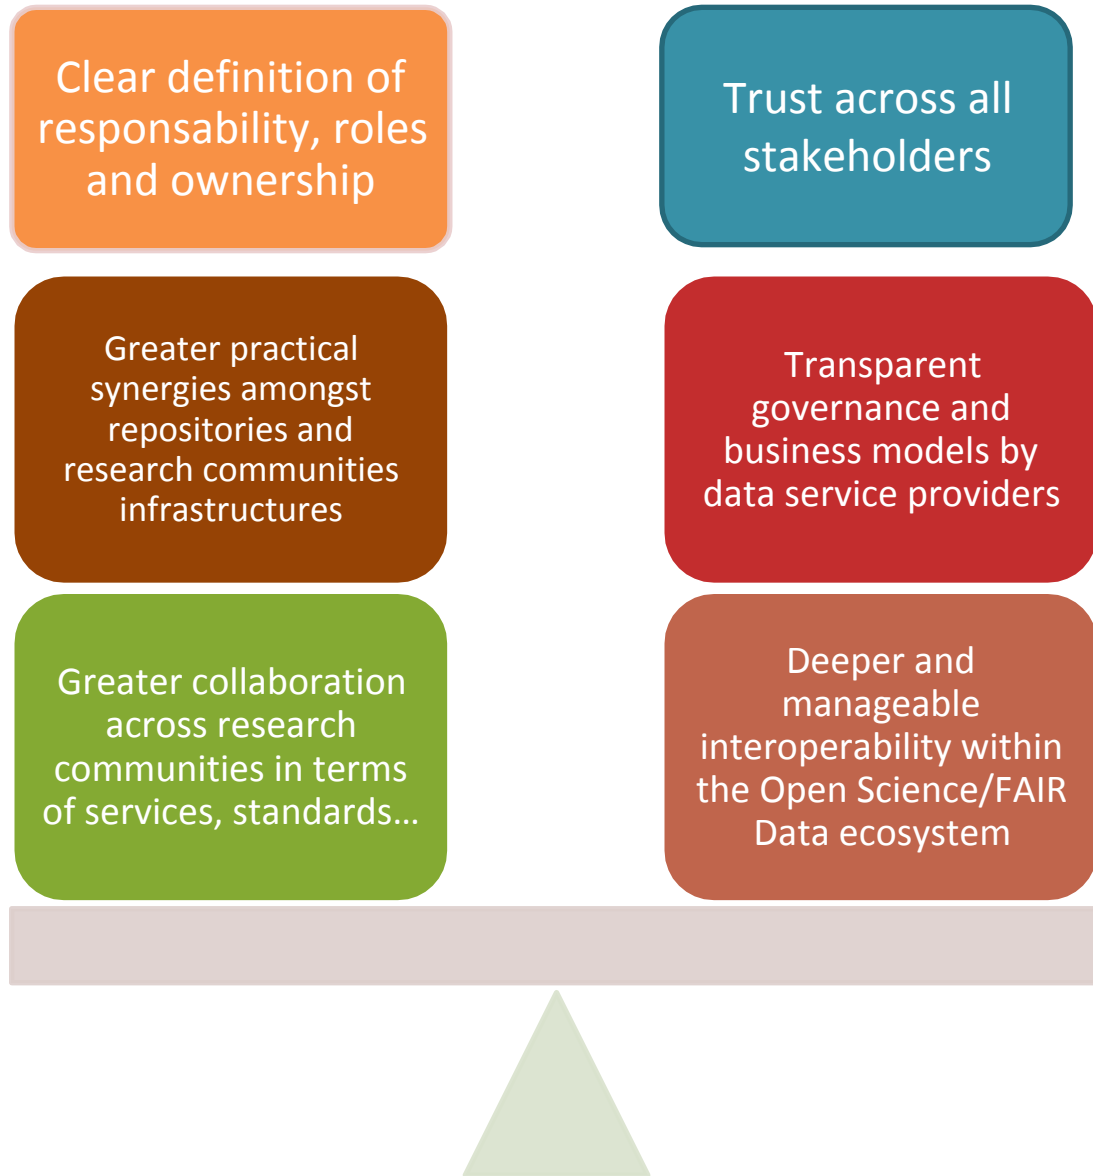 Clear definition of
responsability, roles
and ownership
Trust across all
stakeholders
Greater practical
synergies amongst
repositories and
research communities
infrastructures
Transparent
governance and
business models by
data service providers
Greater collaboration
across research
communities in terms
of services, standards…
Deeper and
manageable
interoperability within
the Open Science/FAIR
Data ecosystem